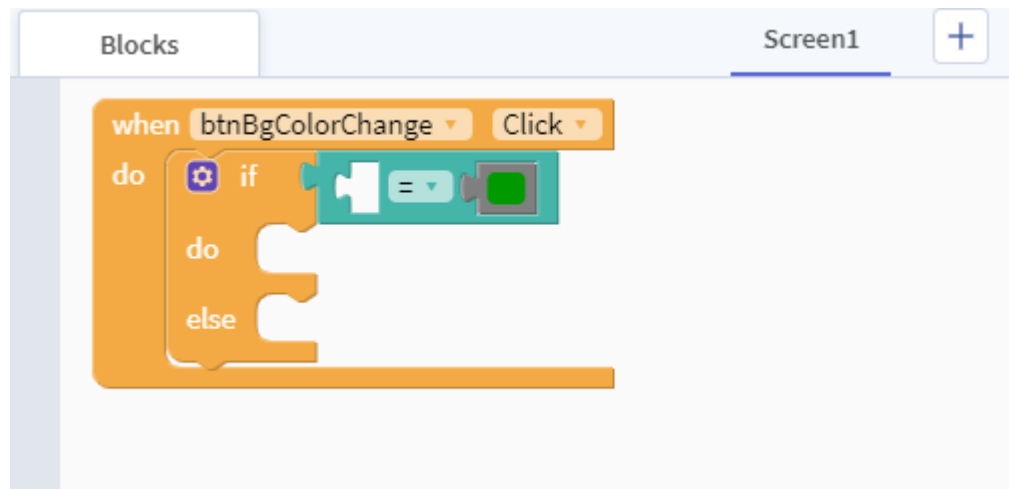 Blocks
Screen1 +
when btnBgColorChange Click
do if =
do
else